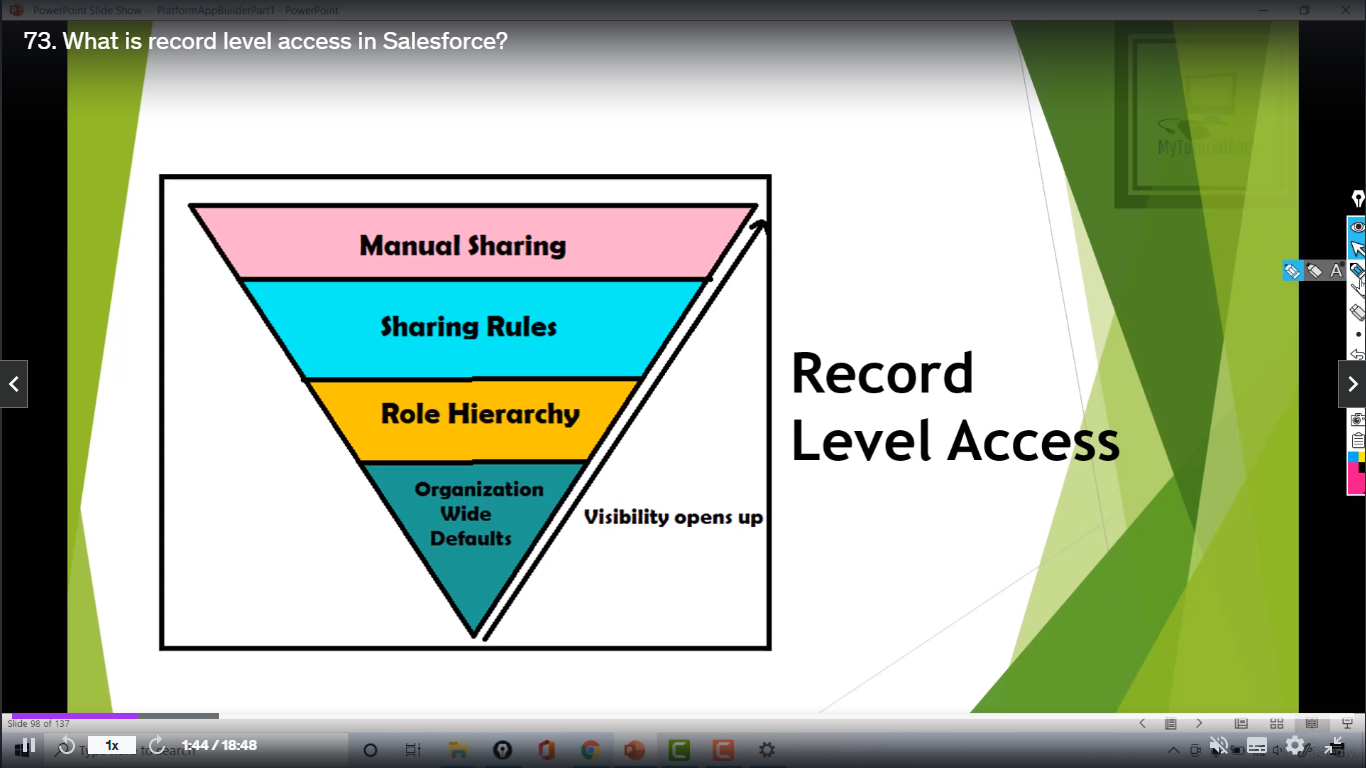 PowerPoint Slide Show - PlatformAppBuilderPart1 - PowerPoint
73. What is record level access in Salesforce?
Manual Sharing
Sharing Rules
Role Hierarchy
Organization
Wide
Defaults
Visibility opens up
Record
Level Access
A
Slide 98 of 137
1x
1:44 / 18:48